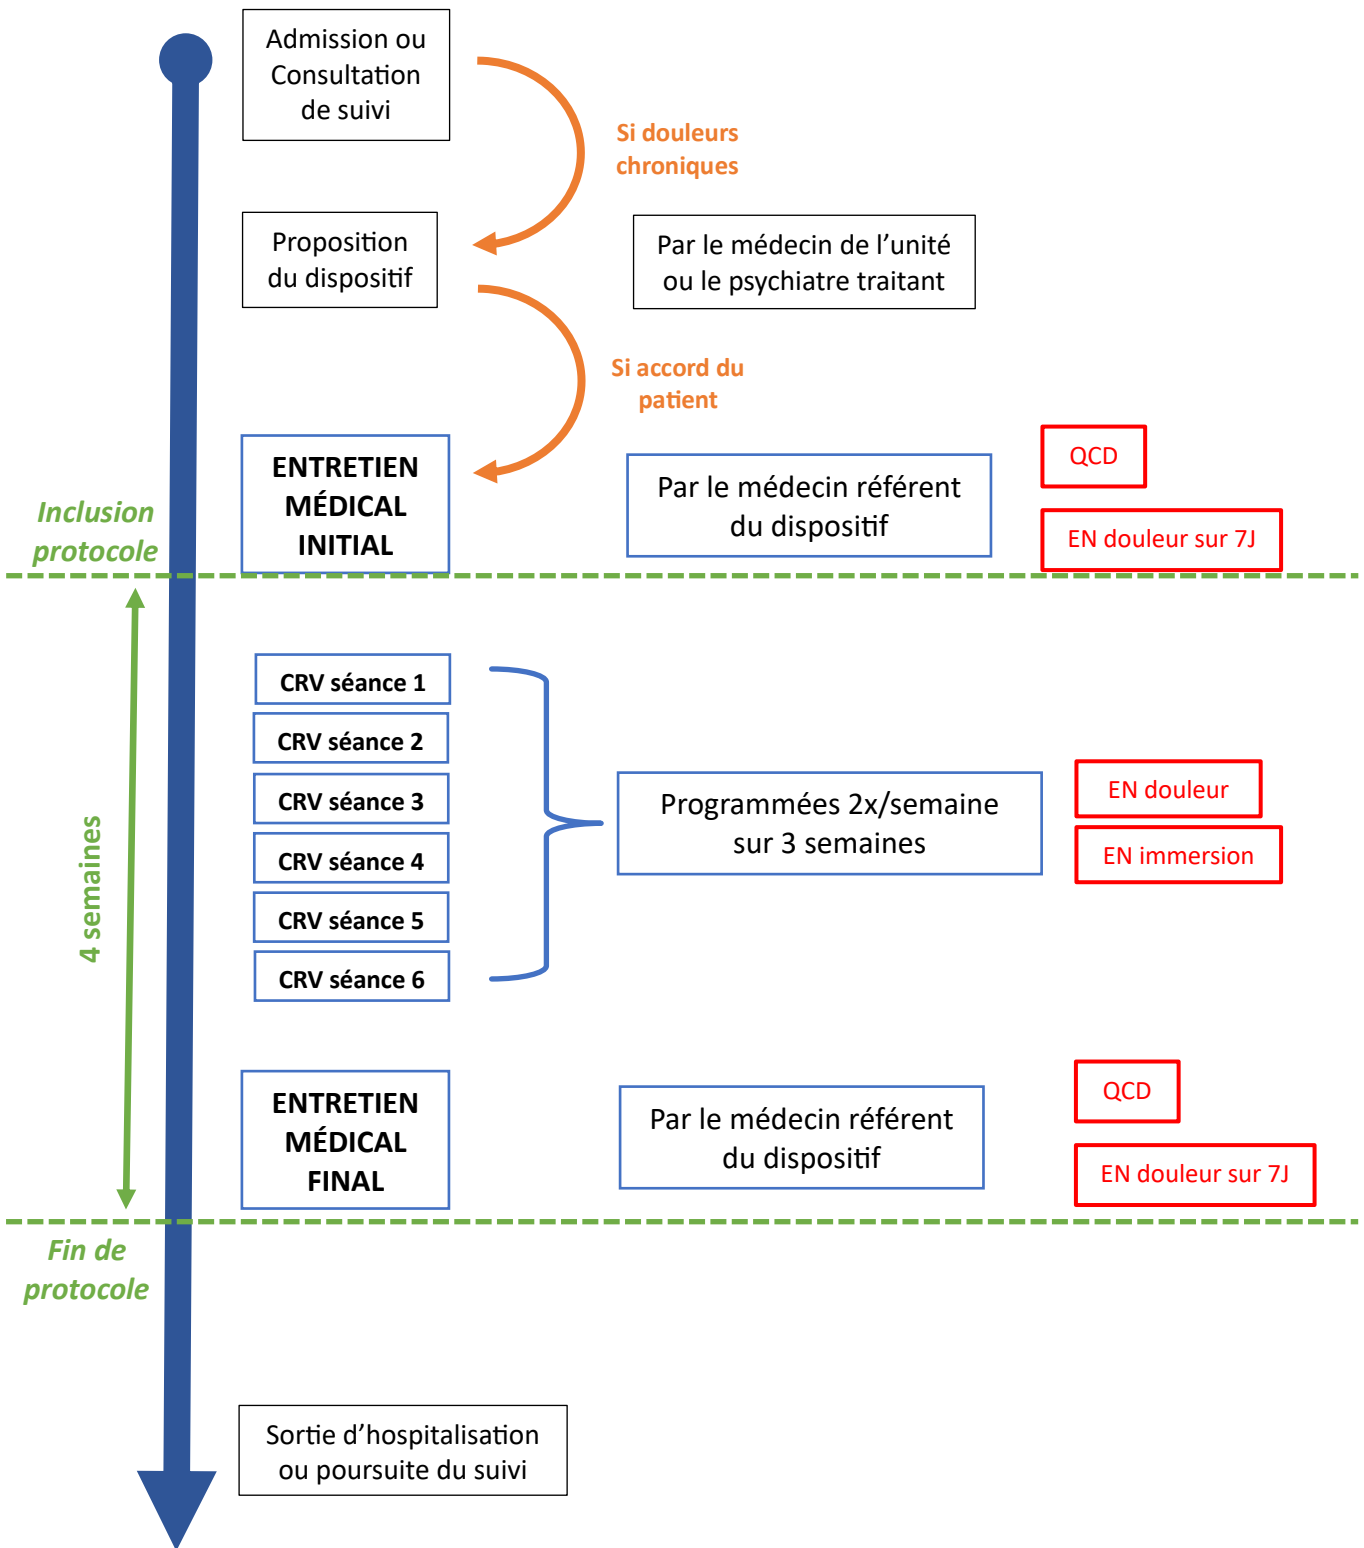 Admission ou
Consultation
de suivi
Si douleurs
chroniques
Proposition
du dispositif
Par le médecin de l’unité
ou le psychiatre traitant
Si accord du
patient
ENTRETIEN
MÉDICAL
INITIAL
Par le médecin référent
du dispositif
QCD
EN douleur sur 7J
Inclusion
protocole
4 semaines
CRV séance 1
CRV séance 2
CRV séance 3
CRV séance 4
CRV séance 5
CRV séance 6
Programmées 2x/semaine
sur 3 semaines
EN douleur
EN immersion
ENTRETIEN
MÉDICAL
FINAL
Par le médecin référent
du dispositif
QCD
EN douleur sur 7J
Fin de
protocole
Sortie d’hospitalisation
ou poursuite du suivi